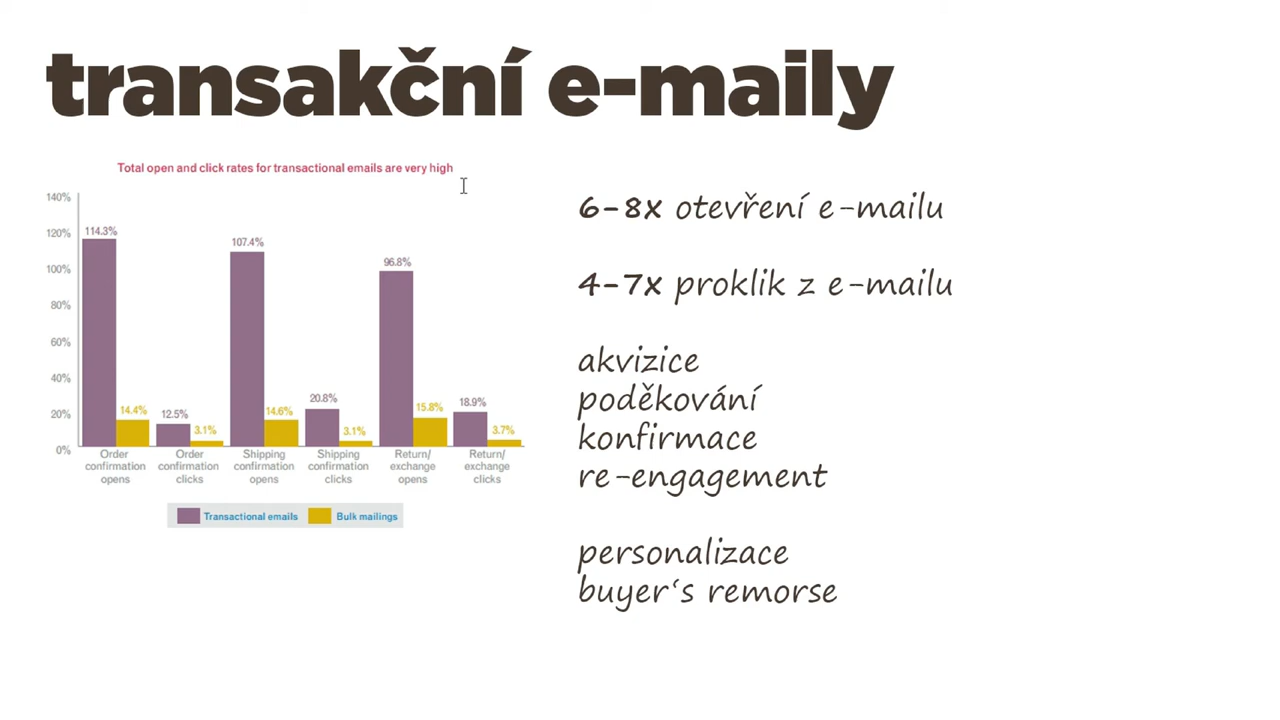 transakční e-maily
Total open and click rates for transactional emails are very high
140%
120%
100%
80%
60%
40%
20%
0%
114.3%
14.4%
12.5%
3.1%
107.4%
14.6%
20.8%
3.1%
96.8%
15.8%
18.9%
3.7%
Order
confirmation
opens
Order
confirmation
clicks
Shipping
confirmation
opens
Shipping
confirmation
clicks
Return/
exchange
opens
Return/
exchange
clicks
Transactional emails
Bulk mailings
6-8x otevření e-mailu
4-7x proklik z e-mailu
akvizice
poděkování
konfirmace
re-engagement
personalizace
buyer‘s remorse